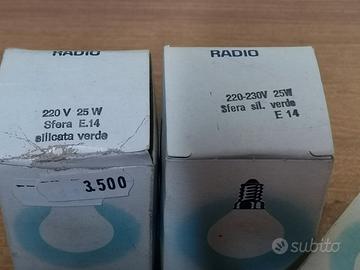 RADIO
220 V 25 W
Sfera E.14
silicata verde
3.500
RADIO
220-230V 25W
Sfera sil. verde
E 14
subito